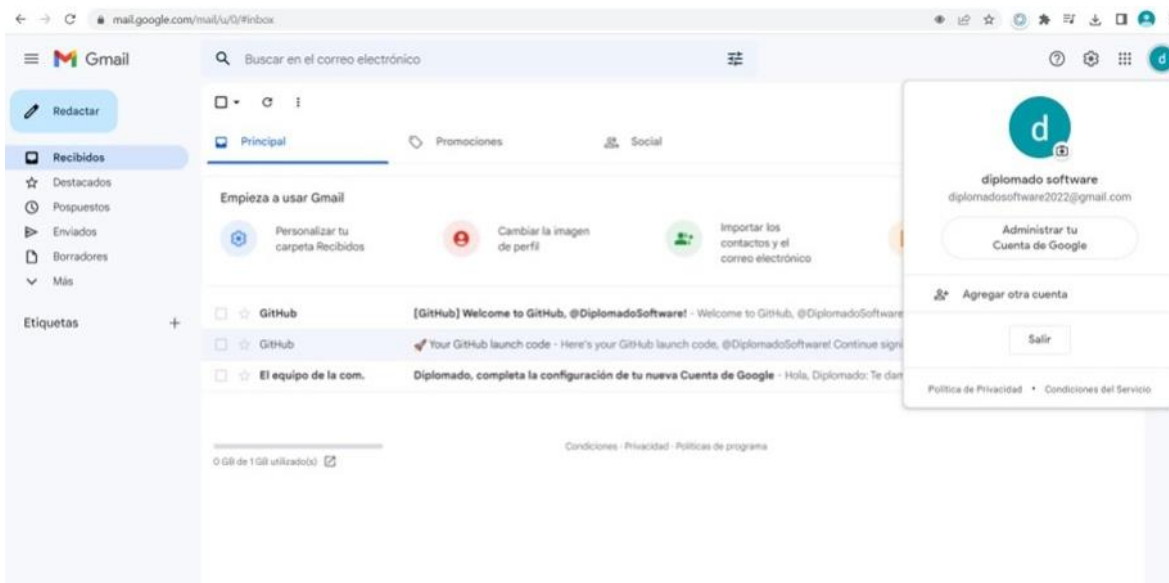 mail.google.com/mail/u/0/#inbox
Gmail
Buscar en el correo electrónico
d
Redactar
Recibidos
Destacados
Pospuestos
Enviados
Borradores
Más
Etiquetas
Principal
Promociones
Social
Empieza a usar Gmail
Personalizar tu
carpeta Recibidos
Cambiar la imagen
de perfil
Importar los
contactos y el
correo electrónico
GitHub
[GitHub] Welcome to GitHub, @DiplomadoSoftware! - Welcome to GitHub, @DiplomadoSoftware
GitHub
Your GitHub launch code - Here's your GitHub launch code, @DiplomadoSoftware! Continue signi
El equipo de la com.
Diplomado, completa la configuración de tu nueva Cuenta de Google - Hola, Diplomado: Te dam
0 GB de 1 GB utilizado(s)
Condiciones · Privacidad · Políticas de programa
d
diplomado software
diplomadosoftware2022@gmail.com
Administrar tu
Cuenta de Google
Agregar otra cuenta
Salir
Política de Privacidad • Condiciones del Servicio